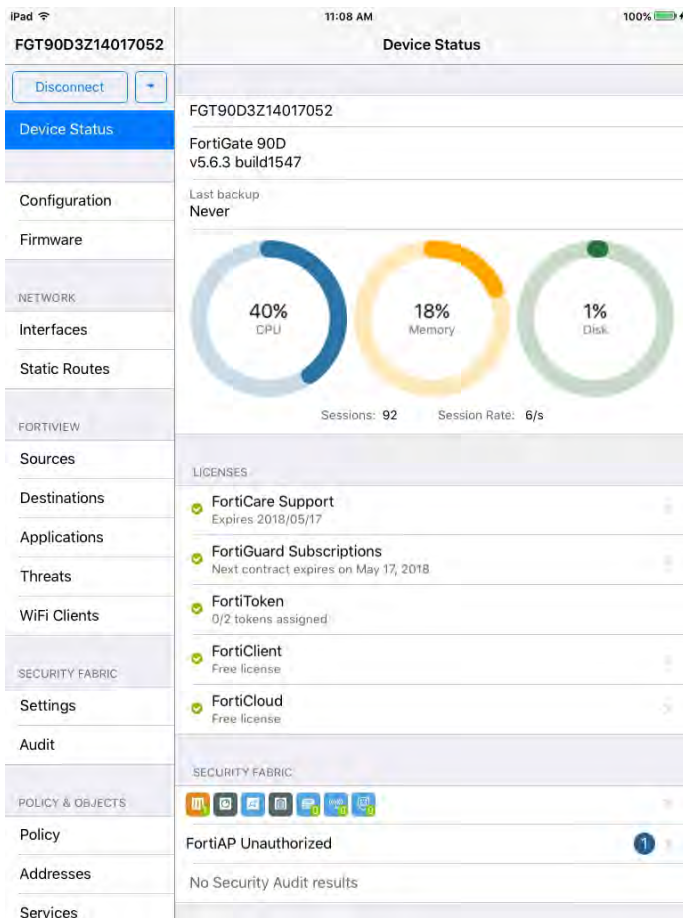 iPad
11:08 AM
100%
FGT90D3Z14017052
Device Status
Disconnect
Device Status
Configuration
Firmware
NETWORK
Interfaces
Static Routes
FORTIVIEW
Sources
Destinations
Applications
Threats
WiFi Clients
SECURITY FABRIC
Settings
Audit
POLICY & OBJECTS
Policy
Addresses
Services
FGT90D3Z14017052
FortiGate 90D
v5.6.3 build1547
Last backup
Never
40%
CPU
18%
Memory
1%
Disk
Sessions: 92 Session Rate: 6/s
LICENSES
FortiCare Support
Expires 2018/05/17
FortiGuard Subscriptions
Next contract expires on May 17, 2018
FortiToken
0/2 tokens assigned
FortiClient
Free license
FortiCloud
Free license
SECURITY FABRIC
FortiAP Unauthorized
1
No Security Audit results